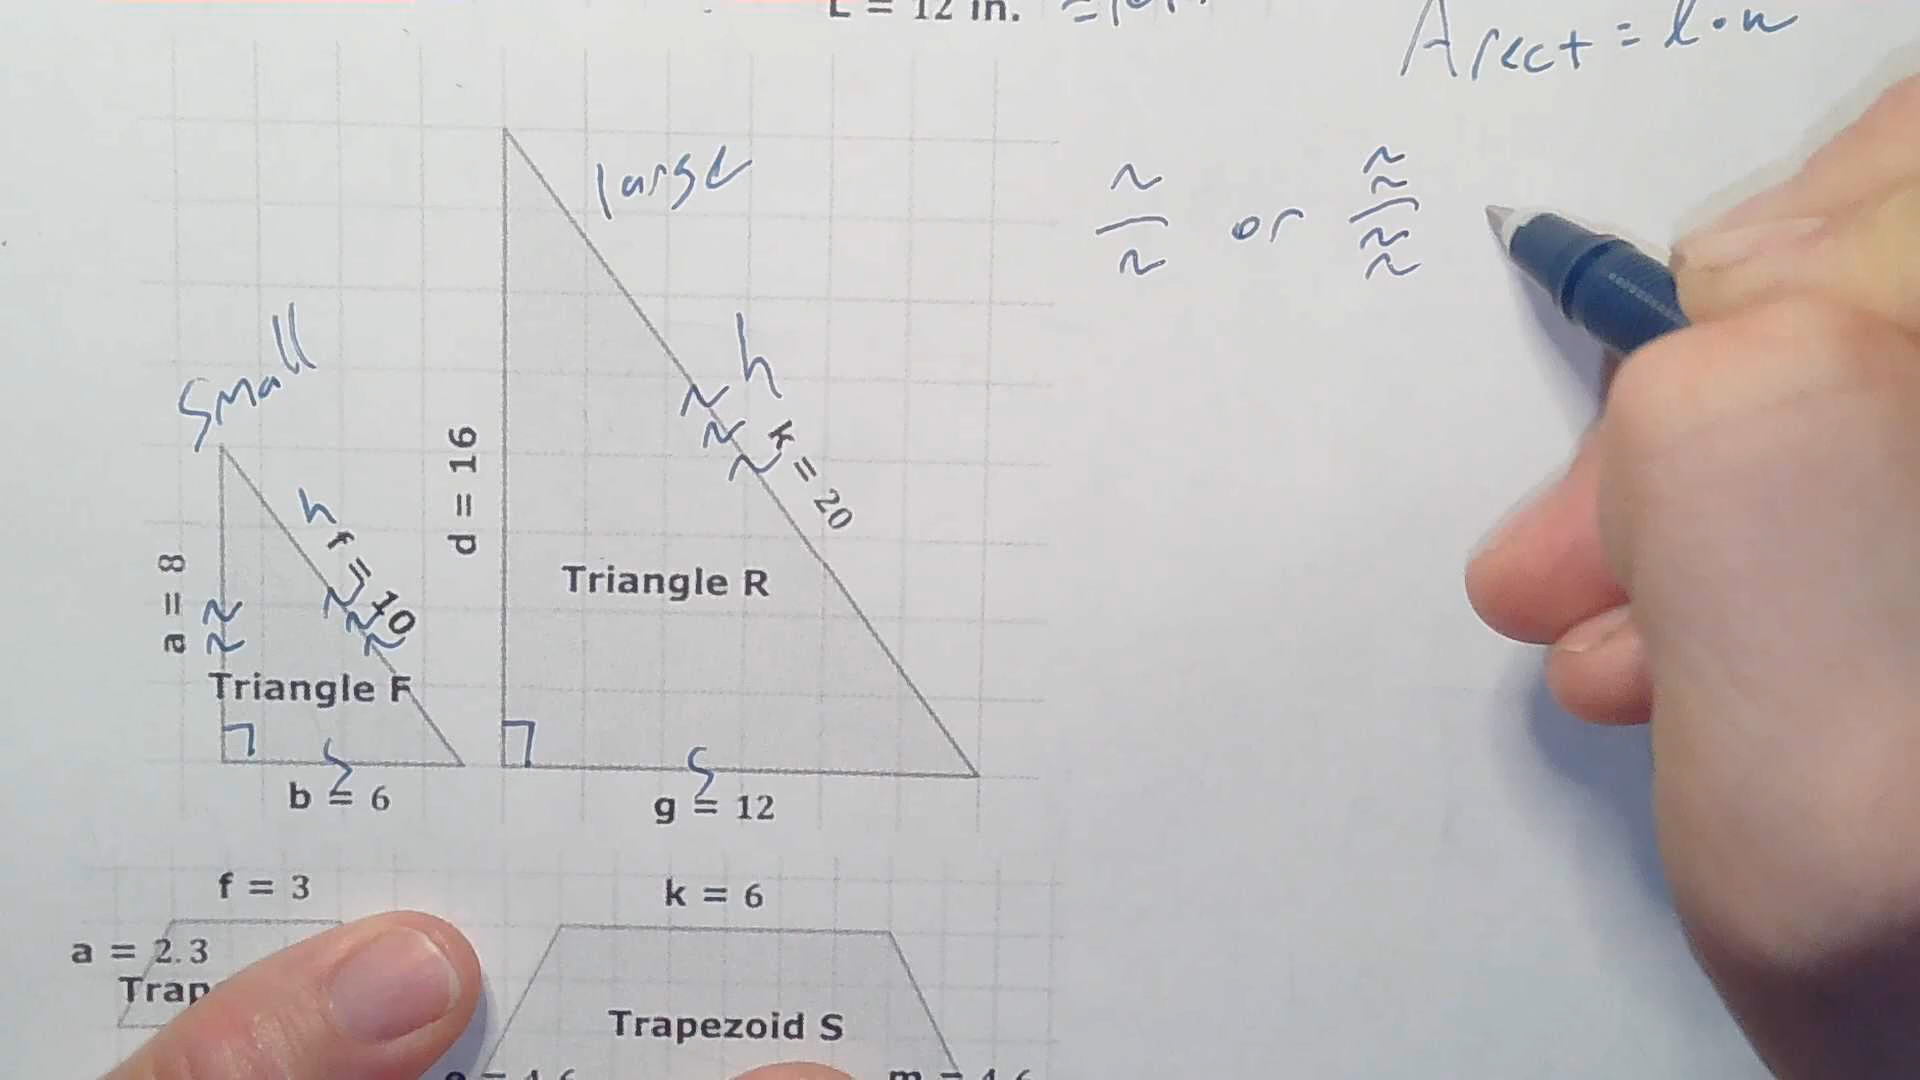 L = 12 in.
A rect = l · w
large
or
small
h
k = 20
d = 16
h
f = 10
a = 8
Triangle R
Triangle F
b = 6
g = 12
f = 3
k = 6
a = 2.3
Trap
Trapezoid S